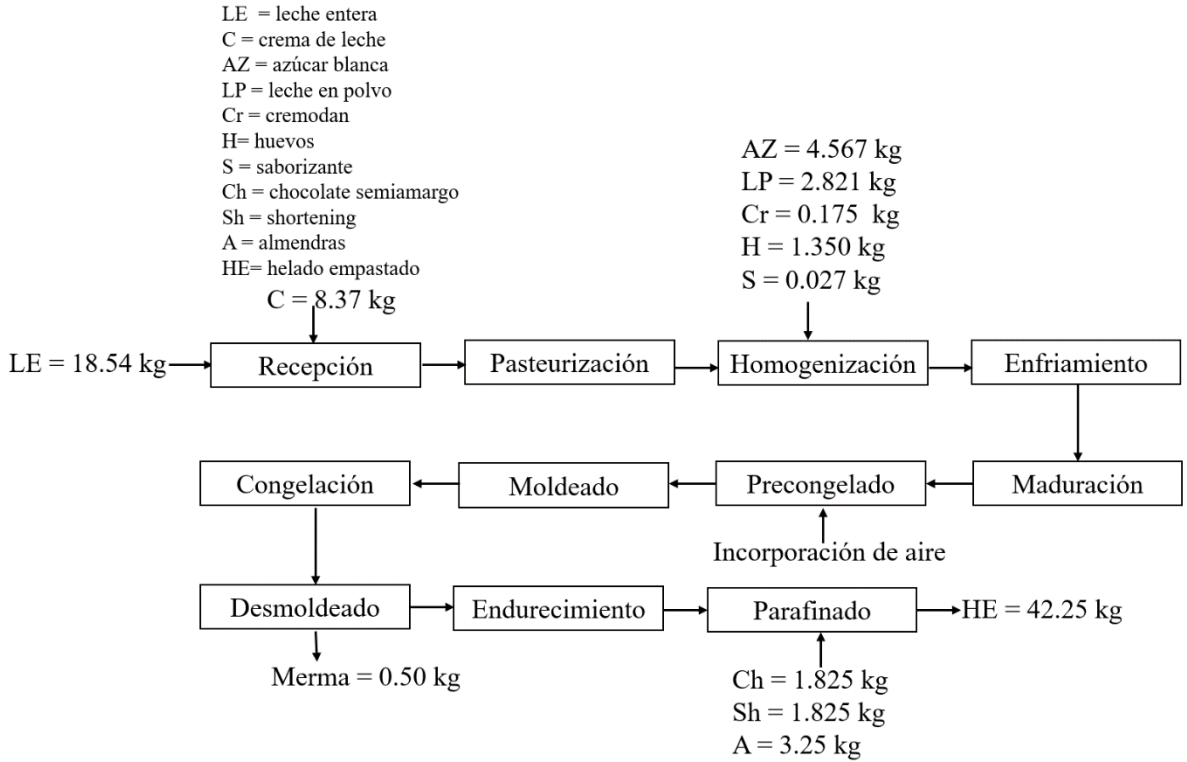 LE = leche entera
C = crema de leche
AZ = azúcar blanca
LP = leche en polvo
Cr = cremodan
H= huevos
S = saborizante
Ch = chocolate semiamargo
Sh = shortening
A = almendras
HE= helado empastado
C = 8.37 kg
AZ = 4.567 kg
LP = 2.821 kg
Cr = 0.175 kg
H = 1.350 kg
S = 0.027 kg
LE = 18.54 kg
Recepción
Pasteurización
Homogenización
Enfriamiento
Congelación
Moldeado
Precongelado
Maduración
Incorporación de aire
Desmoldeado
Endurecimiento
Parafinado
HE = 42.25 kg
Merma = 0.50 kg
Ch = 1.825 kg
Sh = 1.825 kg
A = 3.25 kg